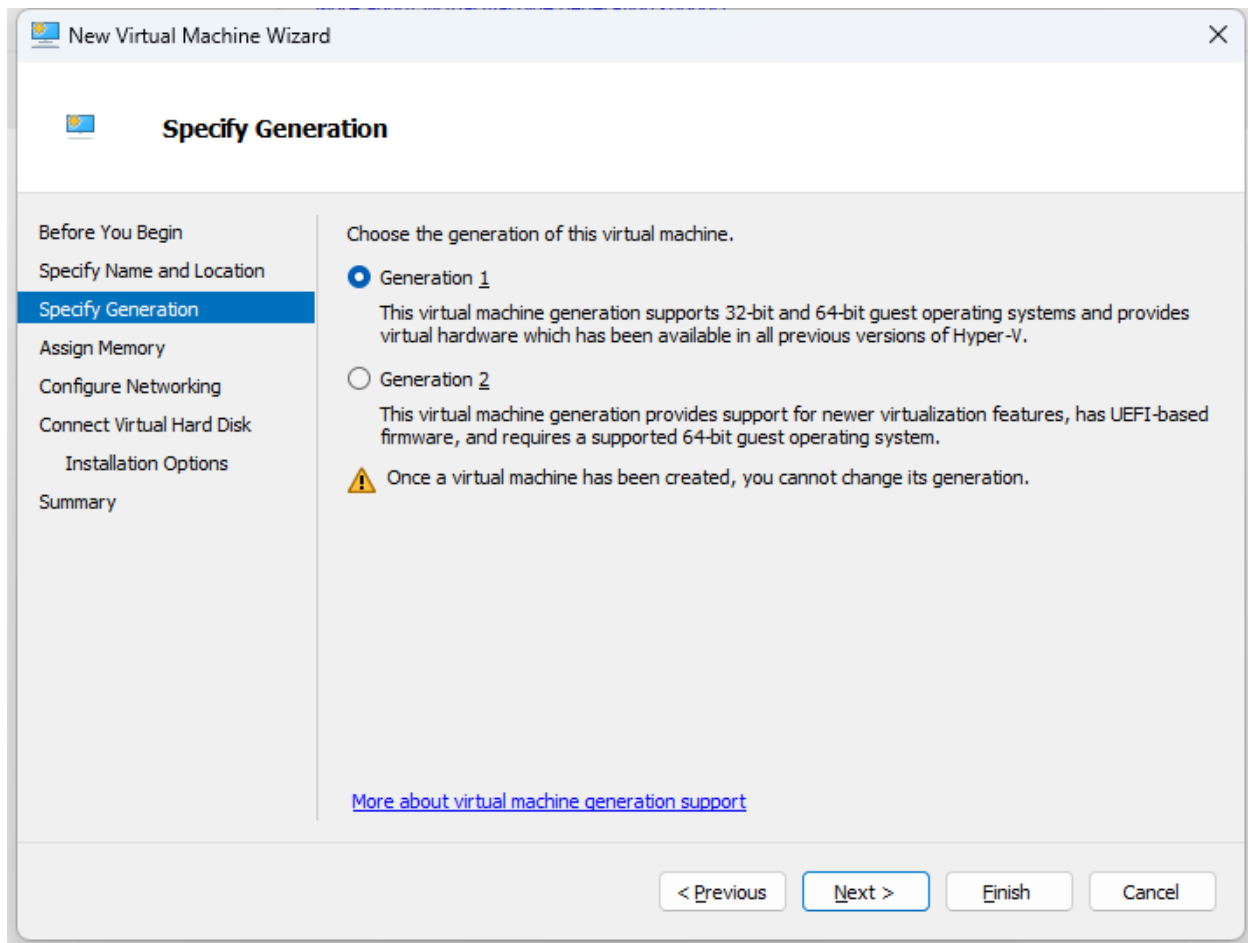 New Virtual Machine Wizard
Specify Generation
Before You Begin
Specify Name and Location
Specify Generation
Assign Memory
Configure Networking
Connect Virtual Hard Disk
Installation Options
Summary
Choose the generation of this virtual machine.
Generation 1
This virtual machine generation supports 32-bit and 64-bit guest operating systems and provides
virtual hardware which has been available in all previous versions of Hyper-V.
Generation 2
This virtual machine generation provides support for newer virtualization features, has UEFI-based
firmware, and requires a supported 64-bit guest operating system.
Once a virtual machine has been created, you cannot change its generation.
More about virtual machine generation support
< Previous
Next >
Finish
Cancel